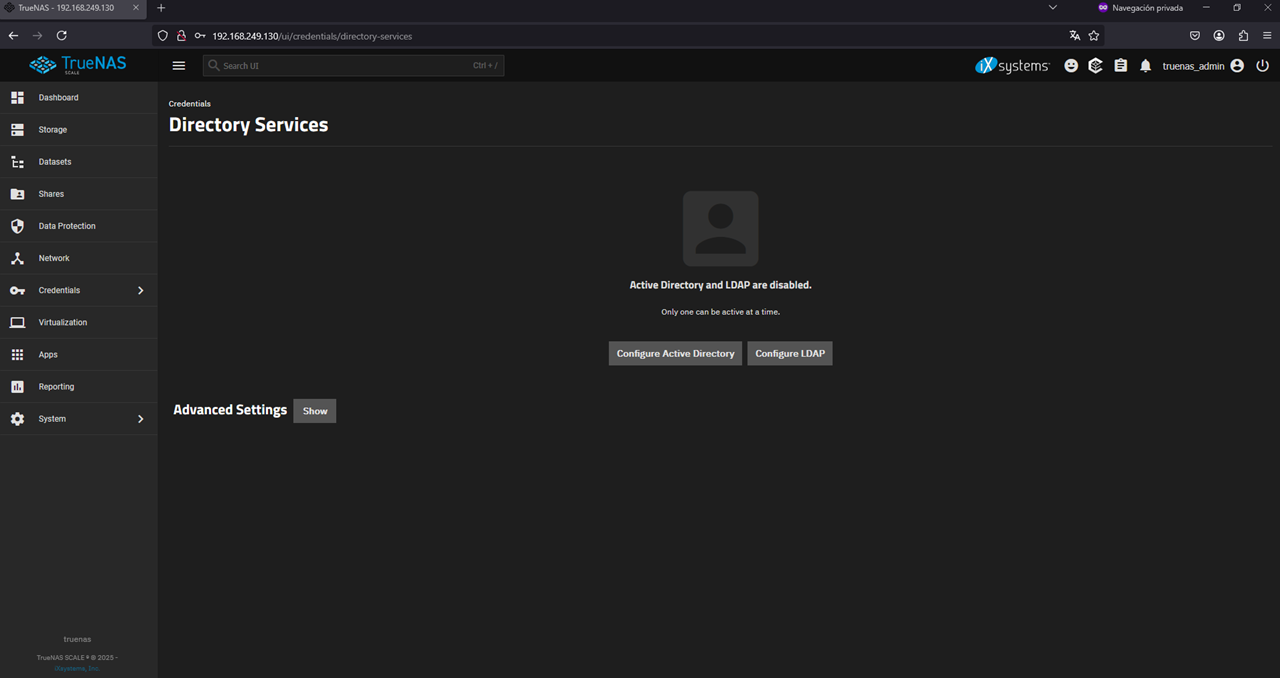 TrueNAS - 192.168.249.130
Navegación privada
192.168.249.130/ui/credentials/directory-services
TrueNAS
SCALE
Search UI
Ctrl + /
iX systems
truenas_admin
Dashboard
Storage
Datasets
Shares
Data Protection
Network
Credentials
Virtualization
Apps
Reporting
System
truenas
TrueNAS SCALE ® © 2025 -
iXsystems, Inc.
Credentials
Directory Services
Active Directory and LDAP are disabled.
Only one can be active at a time.
Configure Active Directory
Configure LDAP
Advanced Settings
Show